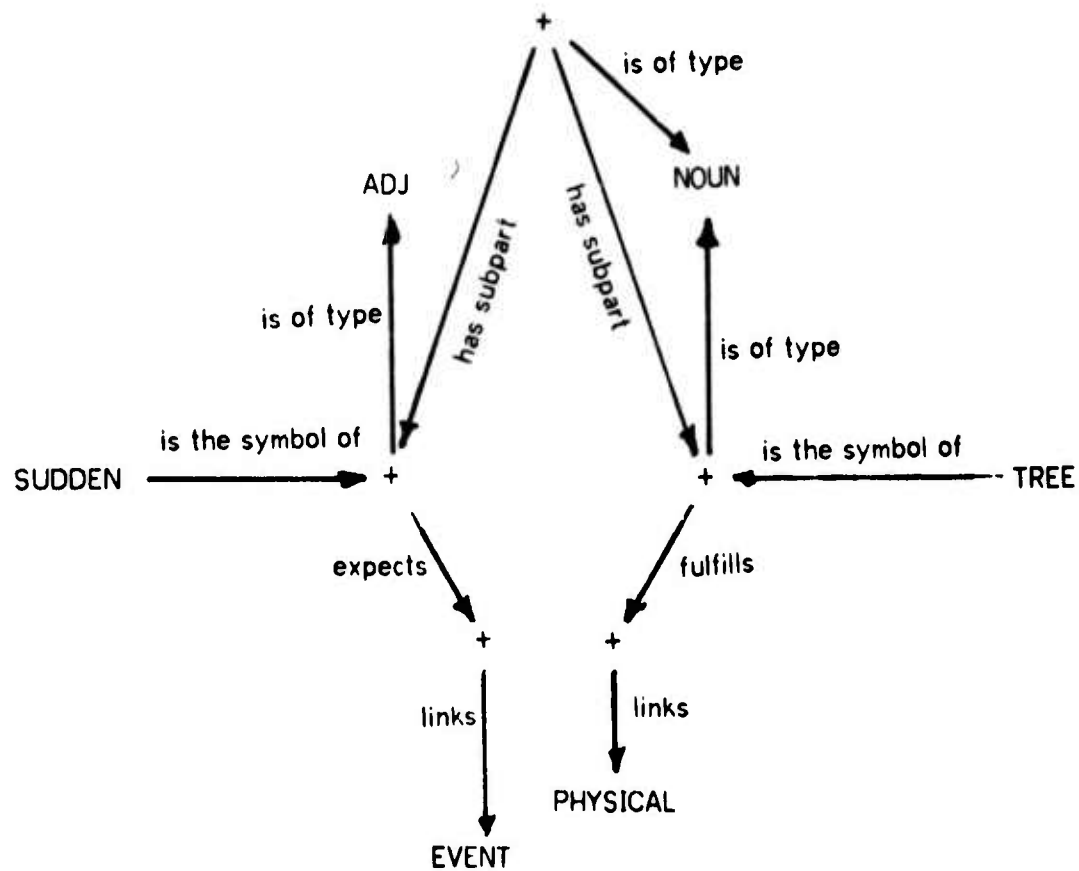 +
is of type
ADJ
NOUN
has subpart
has subpart
is of type
is of type
is the symbol of
is the symbol of
SUDDEN
+
+
TREE
expects
fulfills
+
+
links
links
PHYSICAL
EVENT